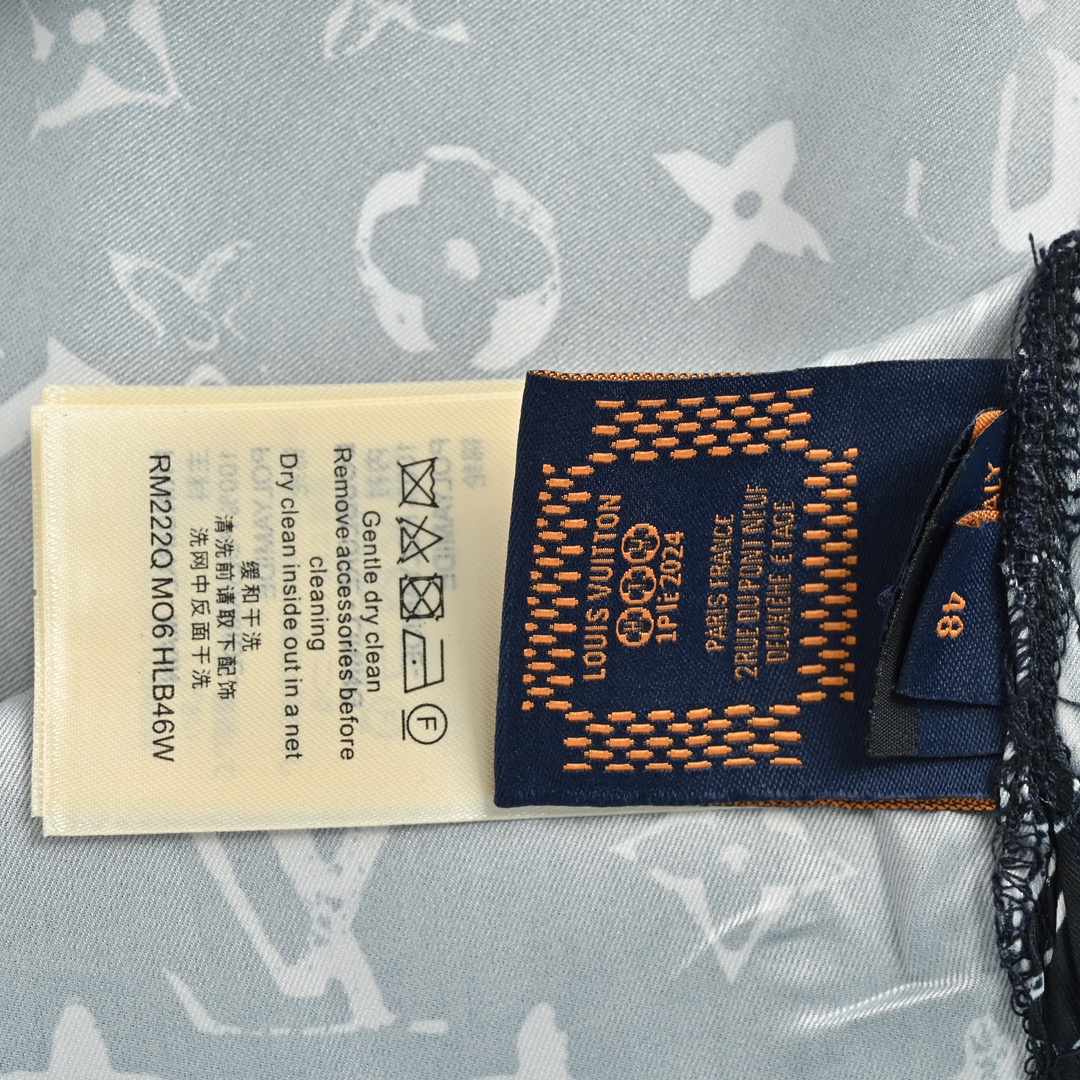 Gentle dry clean
Remove accessories before
cleaning
Dry clean inside out in a net
缓和干洗
清洗前请取下配饰
洗网中反面干洗
RM222Q MO6 HLB46W
F
LOUIS VUITTON
1PIE2024
PARIS FRANCE
2RUE DU PONT NEUF
DEUXIEME ETAGE
48